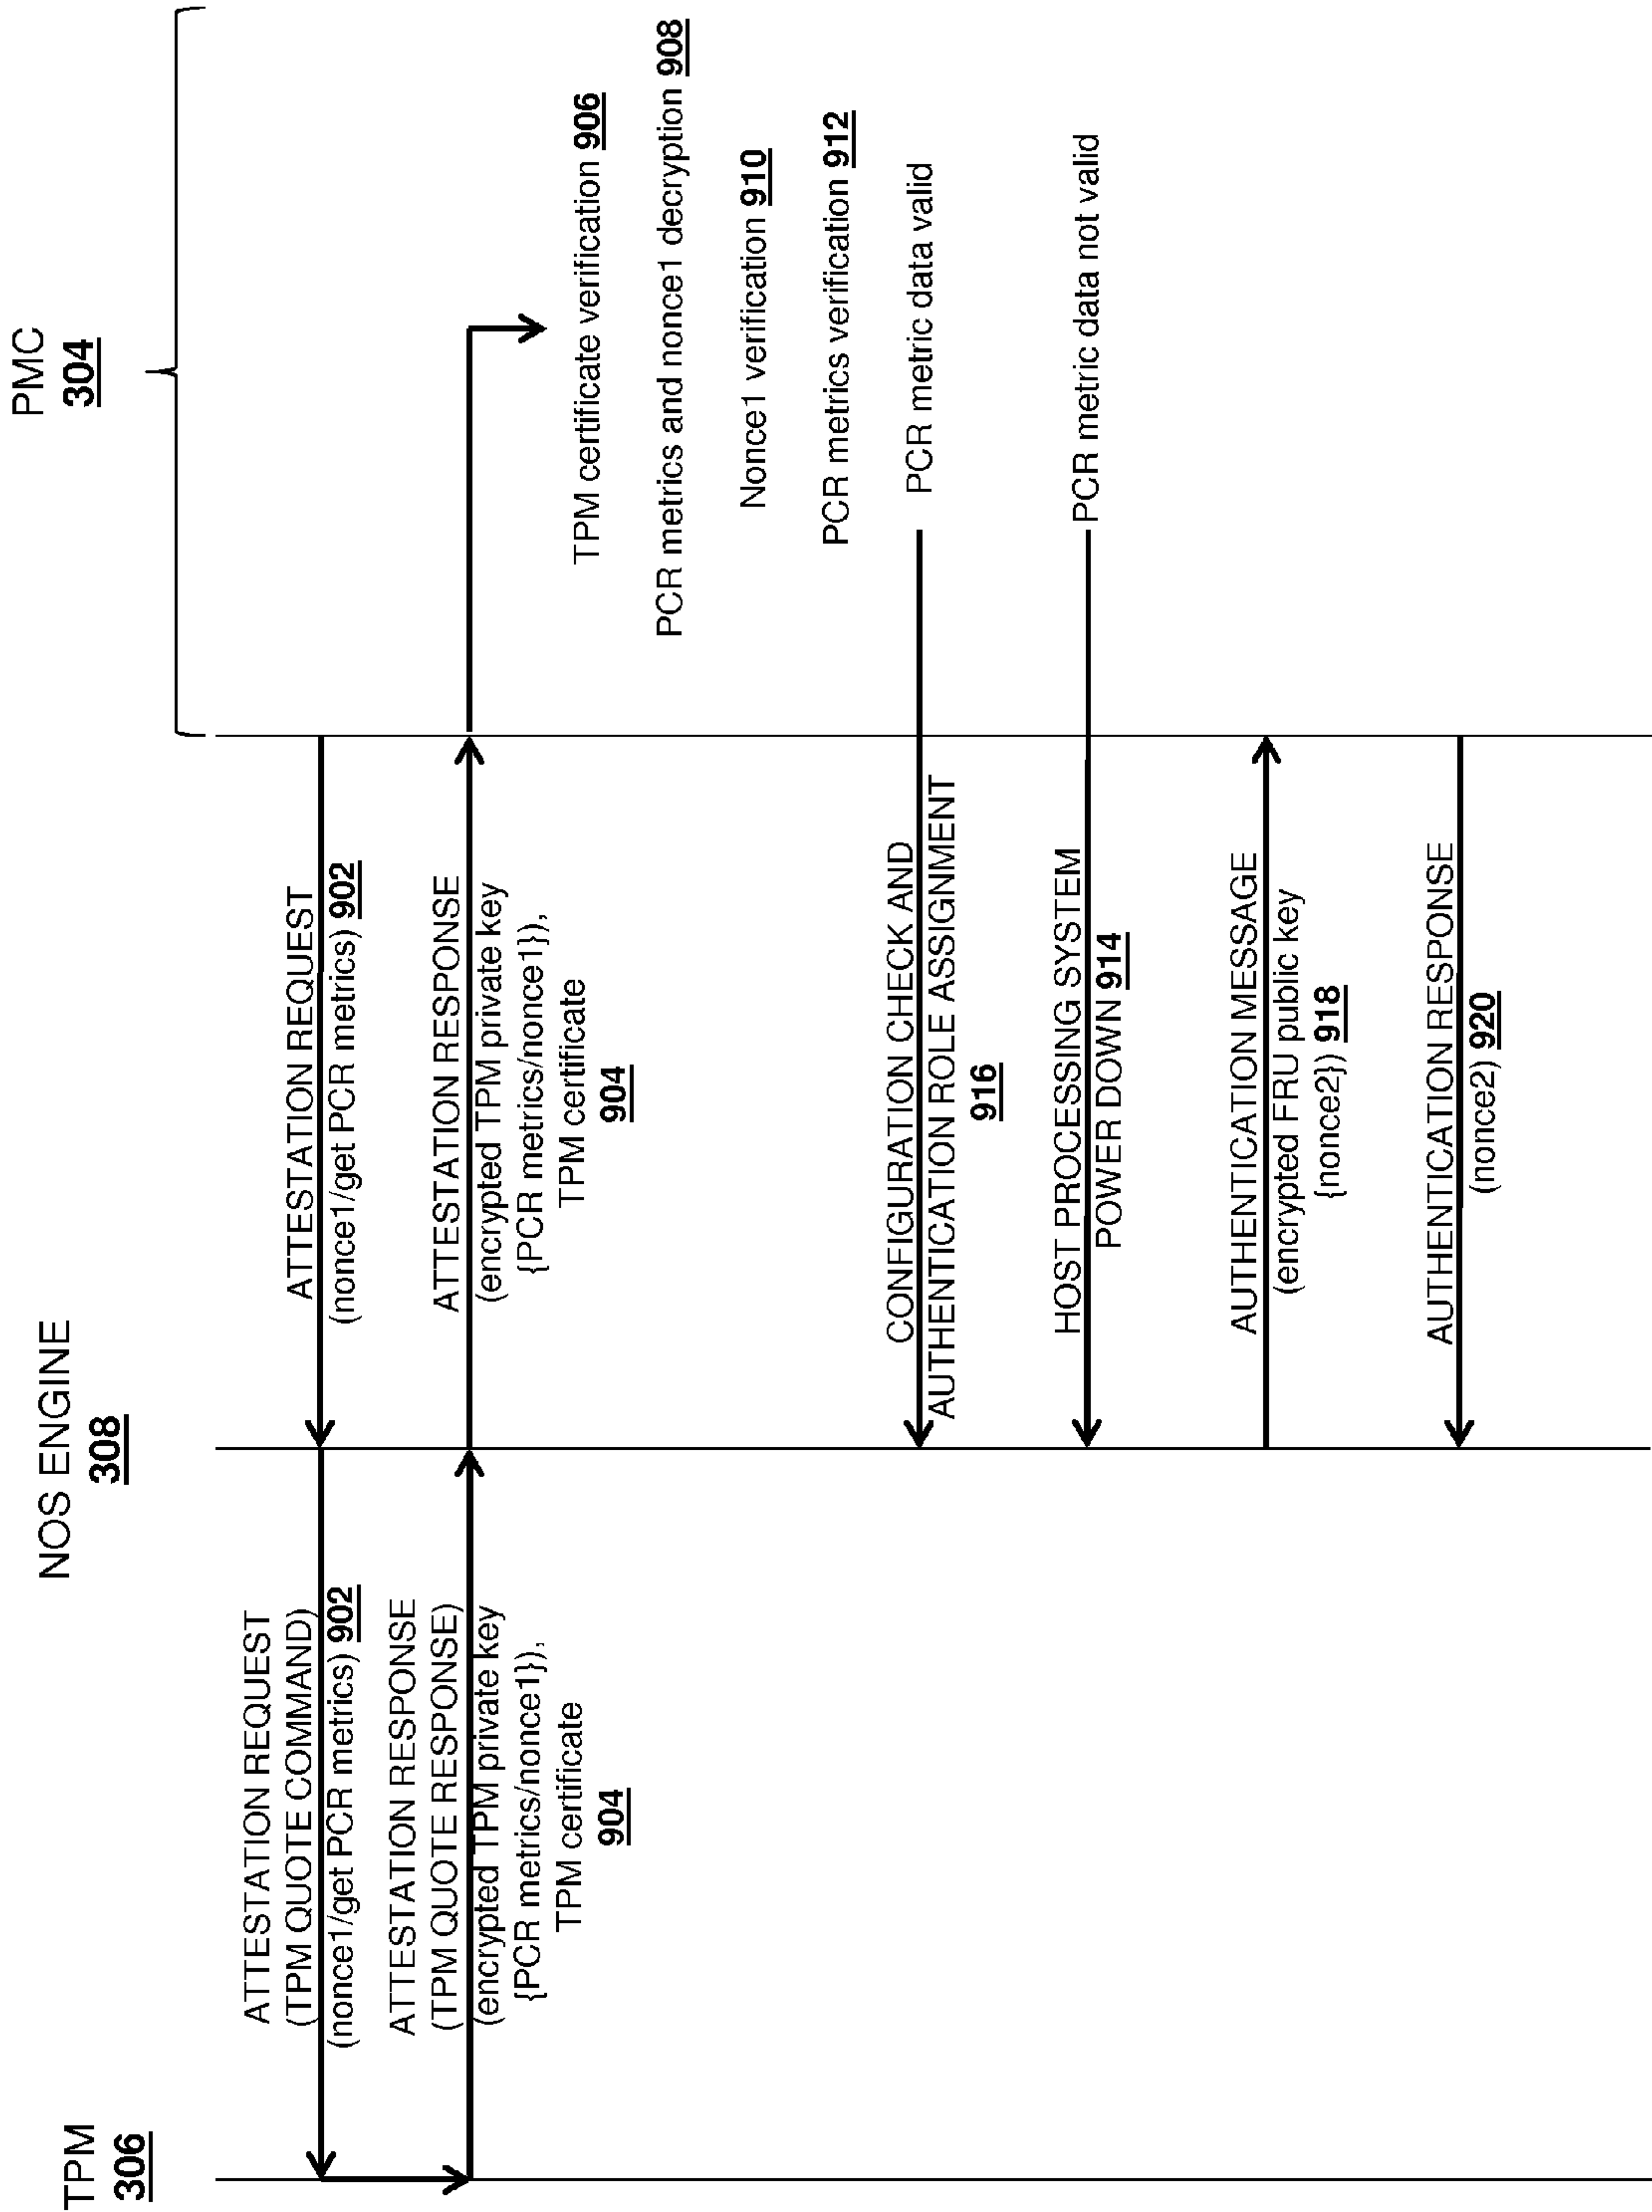 TPM
306
NOS ENGINE
308
PMC
304
ATTESTATION REQUEST
(TPM QUOTE COMMAND)
(nonce1/get PCR metrics) 902
ATTESTATION REQUEST
(nonce1/get PCR metrics) 902
ATTESTATION RESPONSE
(TPM QUOTE RESPONSE)
(encrypted TPM private key
{PCR metrics/nonce1}),
TPM certificate
904
ATTESTATION RESPONSE
(encrypted TPM private key
{PCR metrics/nonce1}),
TPM certificate
904
TPM certificate verification 906
PCR metrics and nonce1 decryption 908
Nonce1 verification 910
PCR metrics verification 912
PCR metric data valid
CONFIGURATION CHECK AND
AUTHENTICATION ROLE ASSIGNMENT
916
PCR metric data not valid
HOST PROCESSING SYSTEM
POWER DOWN 914
AUTHENTICATION MESSAGE
(encrypted FRU public key
{nonce2}) 918
AUTHENTICATION RESPONSE
(nonce2) 920